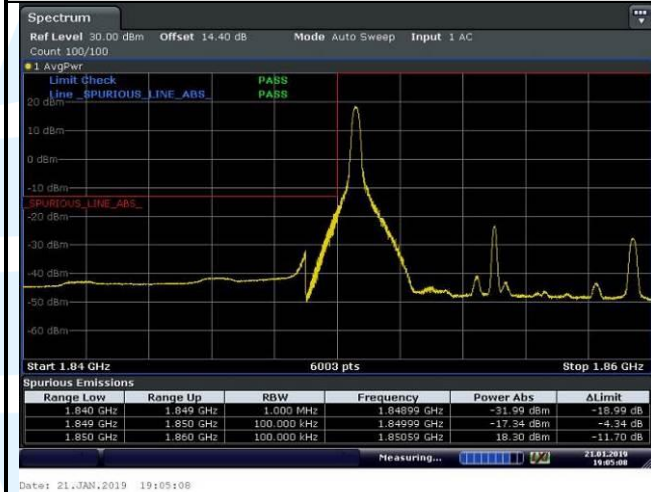 Spectrum
Ref Level 30.00 dBm Offset 14.40 dB Mode Auto Sweep Input 1 AC
Count 100/100
1 AvgPwr
Limit Check PASS
Line _SPURIOUS_LINE_ABS_ PASS
20 dBm
10 dBm
0 dBm
-10 dBm
_SPURIOUS_LINE_ABS_
-20 dBm
-30 dBm
-40 dBm
-50 dBm
-60 dBm
Start 1.84 GHz 6003 pts Stop 1.86 GHz
Spurious Emissions
Range Low Range Up RBW Frequency Power Abs ΔLimit
1.840 GHz 1.849 GHz 1.000 MHz 1.84899 GHz -31.99 dBm -18.99 dB
1.849 GHz 1.850 GHz 100.000 kHz 1.84999 GHz -17.34 dBm -4.34 dB
1.850 GHz 1.860 GHz 100.000 kHz 1.85059 GHz 18.30 dBm -11.70 dB
Measuring... 21.01.2019
19:05:08
Date: 21.JAN.2019 19:05:08